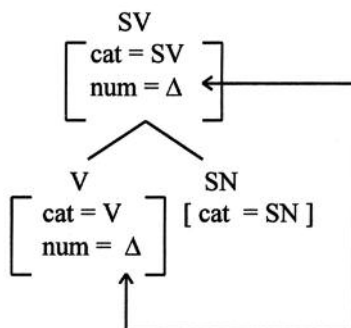 SV
cat = SV
num = Δ
V SN
cat = V [ cat = SN ]
num = Δ